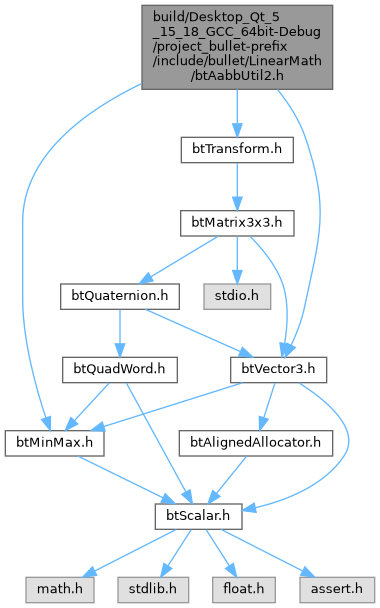 build/Desktop_Qt_5
_15_18_GCC_64bit-Debug
/project_bullet-prefix
/include/bullet/LinearMath
/btAabbUtil2.h
btTransform.h
btMatrix3x3.h
btQuaternion.h
stdio.h
btQuadWord.h
btVector3.h
btMinMax.h
btAlignedAllocator.h
btScalar.h
math.h
stdlib.h
float.h
assert.h